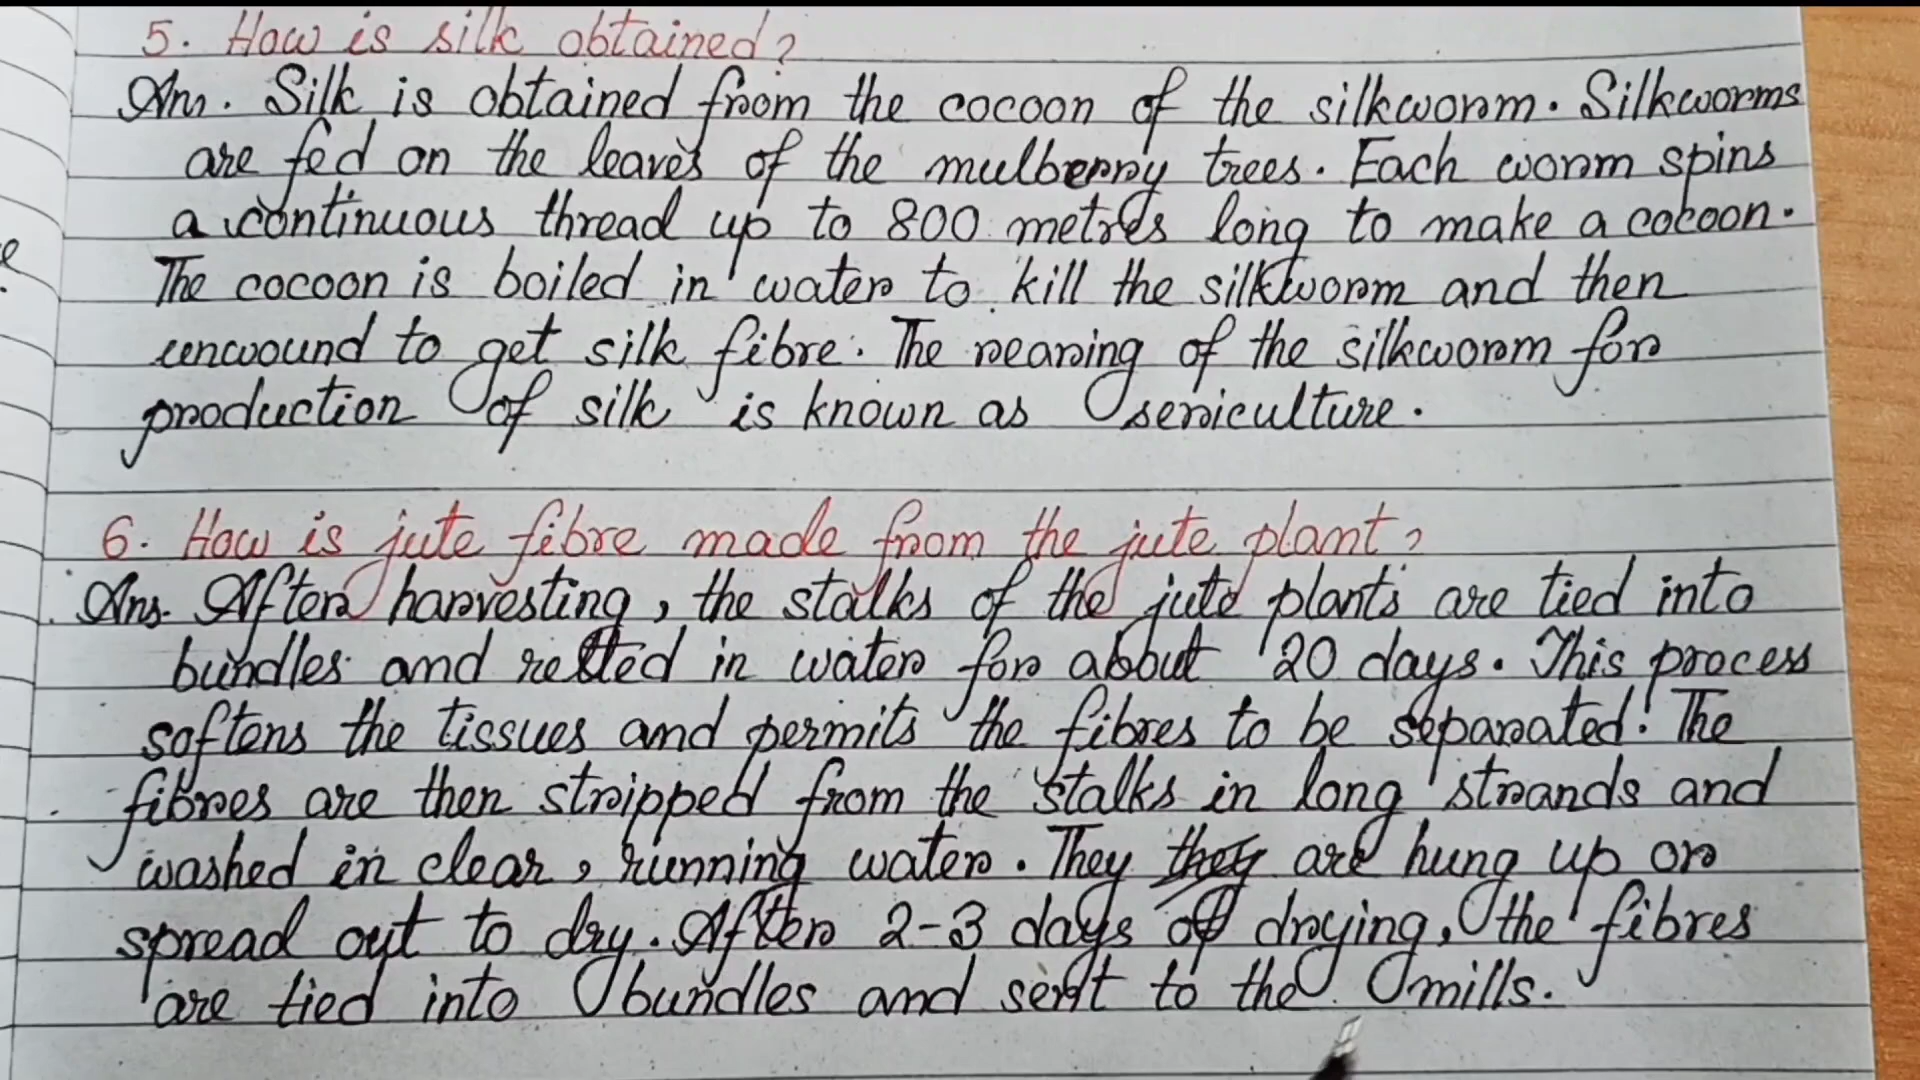 5. How is silk obtained?
Ans. Silk is obtained from the cocoon of the silkworm. Silkworms
are fed on the leaves of the mulberry trees. Each worm spins
a continuous thread up to 800 metres long to make a cocoon.
The cocoon is boiled in water to kill the silkworm and then
unwound to get silk fibre. The rearing of the silkworm for
production of silk is known as sericulture.
6. How is jute fibre made from the jute plant?
Ans. After harvesting, the stalks of the jute plants are tied into
bundles and retted in water for about 20 days. This process
softens the tissues and permits the fibres to be separated. The
fibres are then stripped from the stalks in long strands and
washed in clear, running water. They they are hung up or
spread out to dry. After 2-3 days of drying, the fibres
are tied into bundles and sent to the mills.